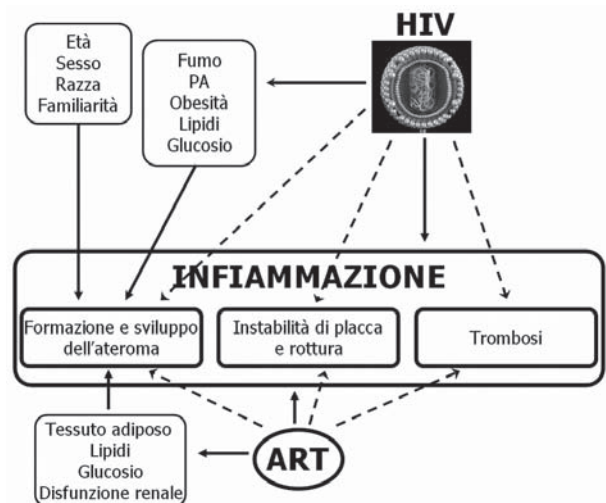 HIV
Età
Sesso
Razza
Familiarità
Fumo
PA
Obesità
Lipidi
Glucosio
INFIAMMAZIONE
Formazione e sviluppo
dell'ateroma
Instabilità di placca
e rottura
Trombosi
Tessuto adiposo
Lipidi
Glucosio
Disfunzione renale
ART